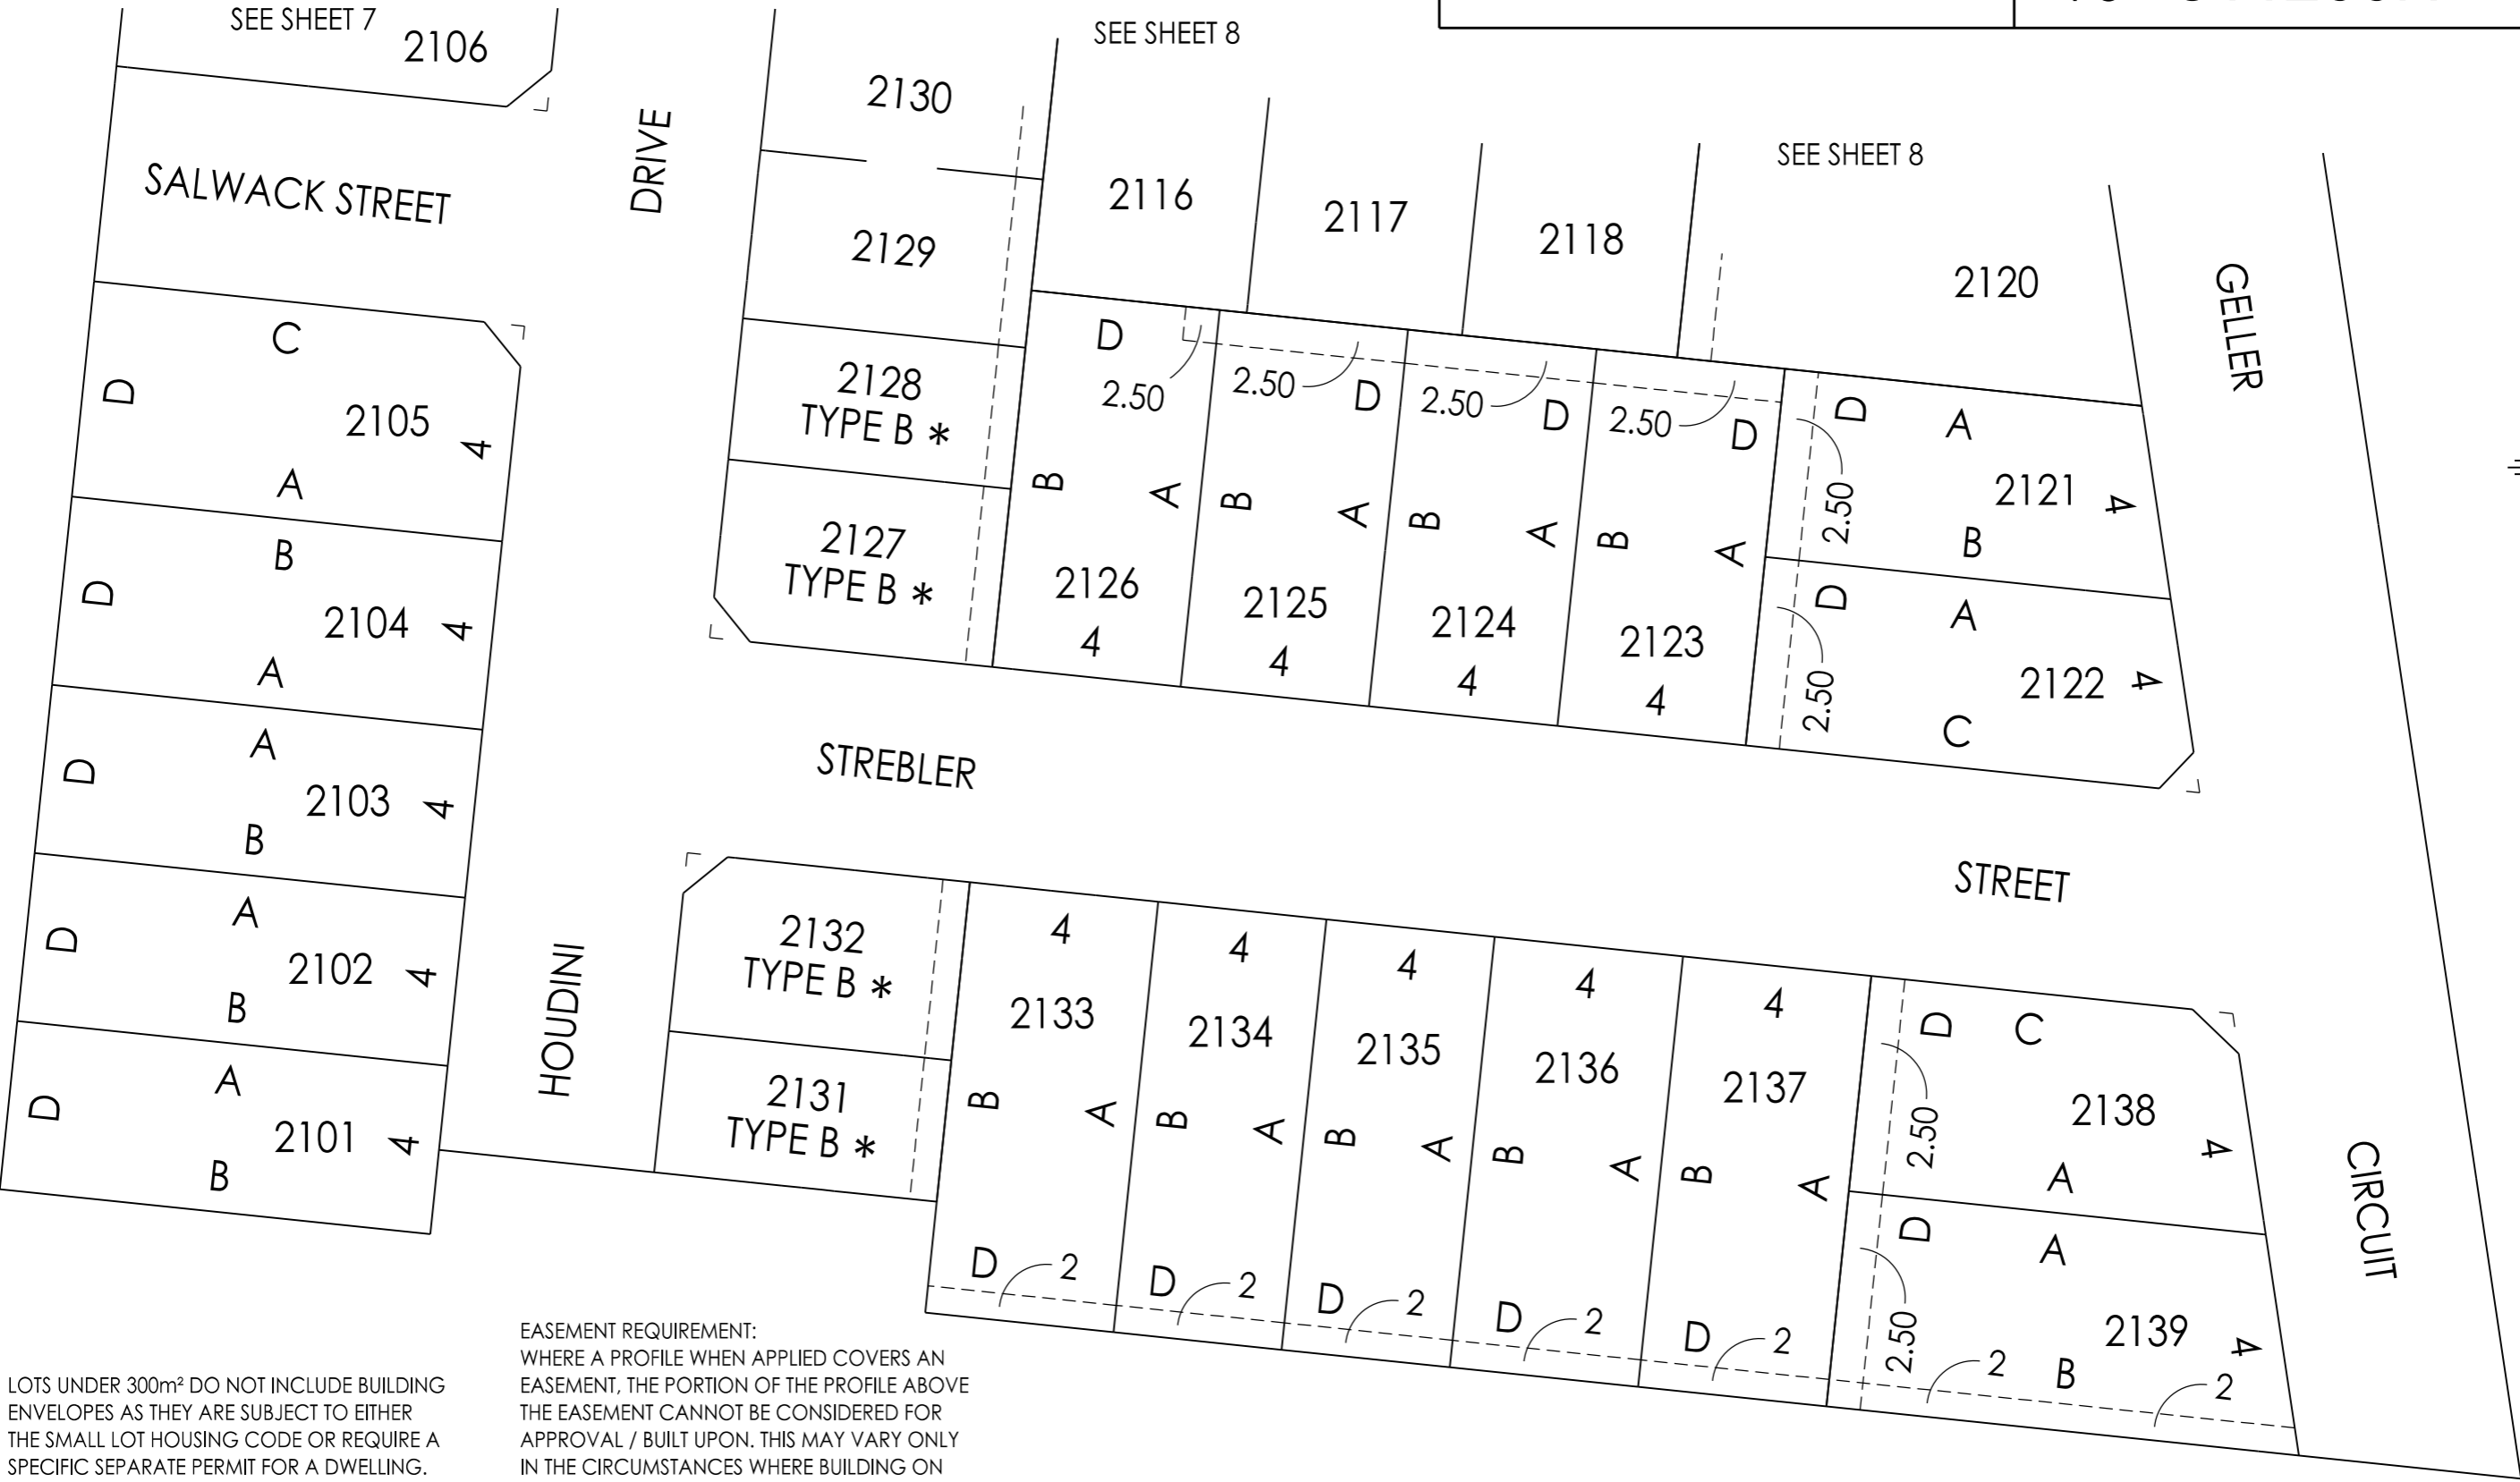 SEE SHEET 7
2106
SEE SHEET 8
SEE SHEET 8
2130
DRIVE
SALWACK STREET
2129
2116
2117
2118
2120
GELLER
C
D
2105
4
A
2128
TYPE B *
2127
TYPE B *
D
2.50
B
A
2126
4
2.50
D
B
A
2125
4
2.50
D
B
A
2124
4
2.50
D
B
A
2123
4
D
A
2121
4
2.50
B
D
A
2122
4
2.50
C
B
D
2104
4
A
A
D
2103
4
B
A
D
2102
4
B
A
D
2101
4
B
STREBLER
STREET
HOUDINI
2132
TYPE B *
2131
TYPE B *
4
2133
B
A
D
2
4
2134
B
A
D
2
4
2135
B
A
D
2
4
2136
B
A
D
2
4
2137
B
A
D
2
D
C
2138
2.50
4
A
D
A
2139
4
2.50
2
B
2
CIRCUIT
LOTS UNDER 300m² DO NOT INCLUDE BUILDING
ENVELOPES AS THEY ARE SUBJECT TO EITHER
THE SMALL LOT HOUSING CODE OR REQUIRE A
SPECIFIC SEPARATE PERMIT FOR A DWELLING.
EASEMENT REQUIREMENT:
WHERE A PROFILE WHEN APPLIED COVERS AN
EASEMENT, THE PORTION OF THE PROFILE ABOVE
THE EASEMENT CANNOT BE CONSIDERED FOR
APPROVAL / BUILT UPON. THIS MAY VARY ONLY
IN THE CIRCUMSTANCES WHERE BUILDING ON